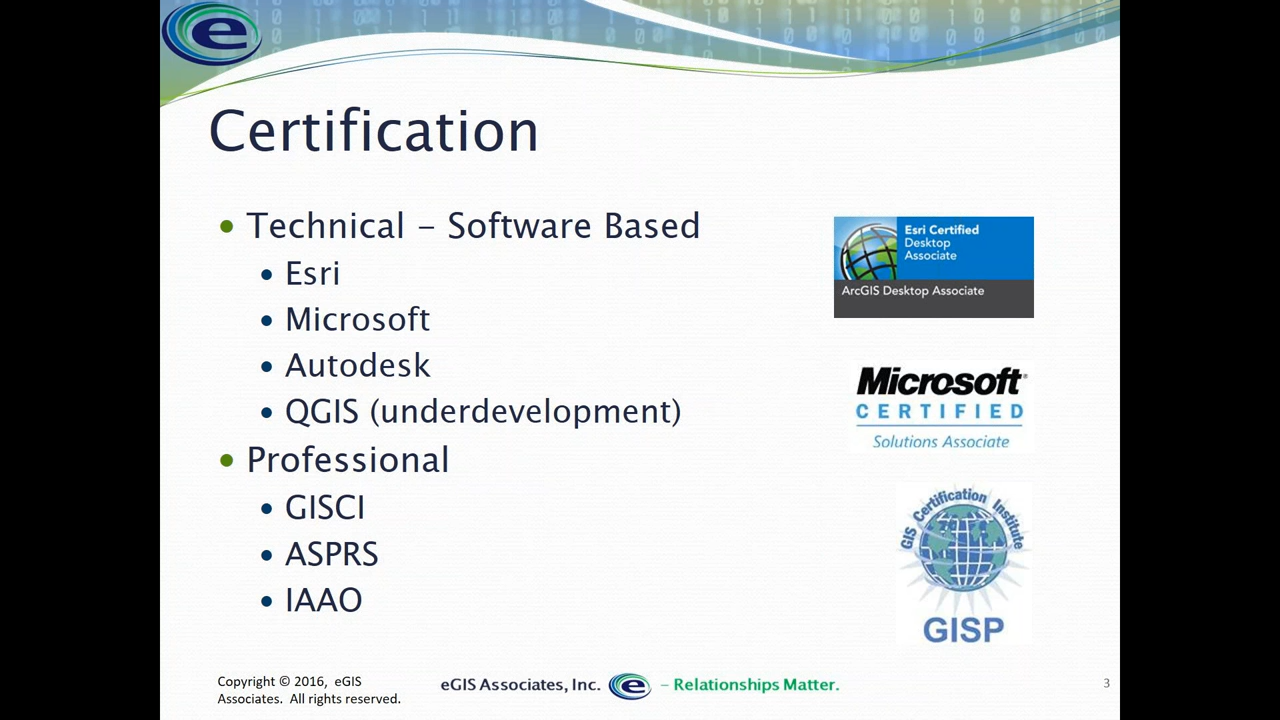 e
Certification
Technical – Software Based
Esri
Microsoft
Autodesk
QGIS (underdevelopment)
Professional
GISCI
ASPRS
IAAO
Esri Certified
Desktop
Associate
ArcGIS Desktop Associate
Microsoft®
CERTIFIED
Solutions Associate
GIS Certification Institute
GISP
Copyright © 2016, eGIS
Associates. All rights reserved.
eGIS Associates, Inc. e – Relationships Matter.
3